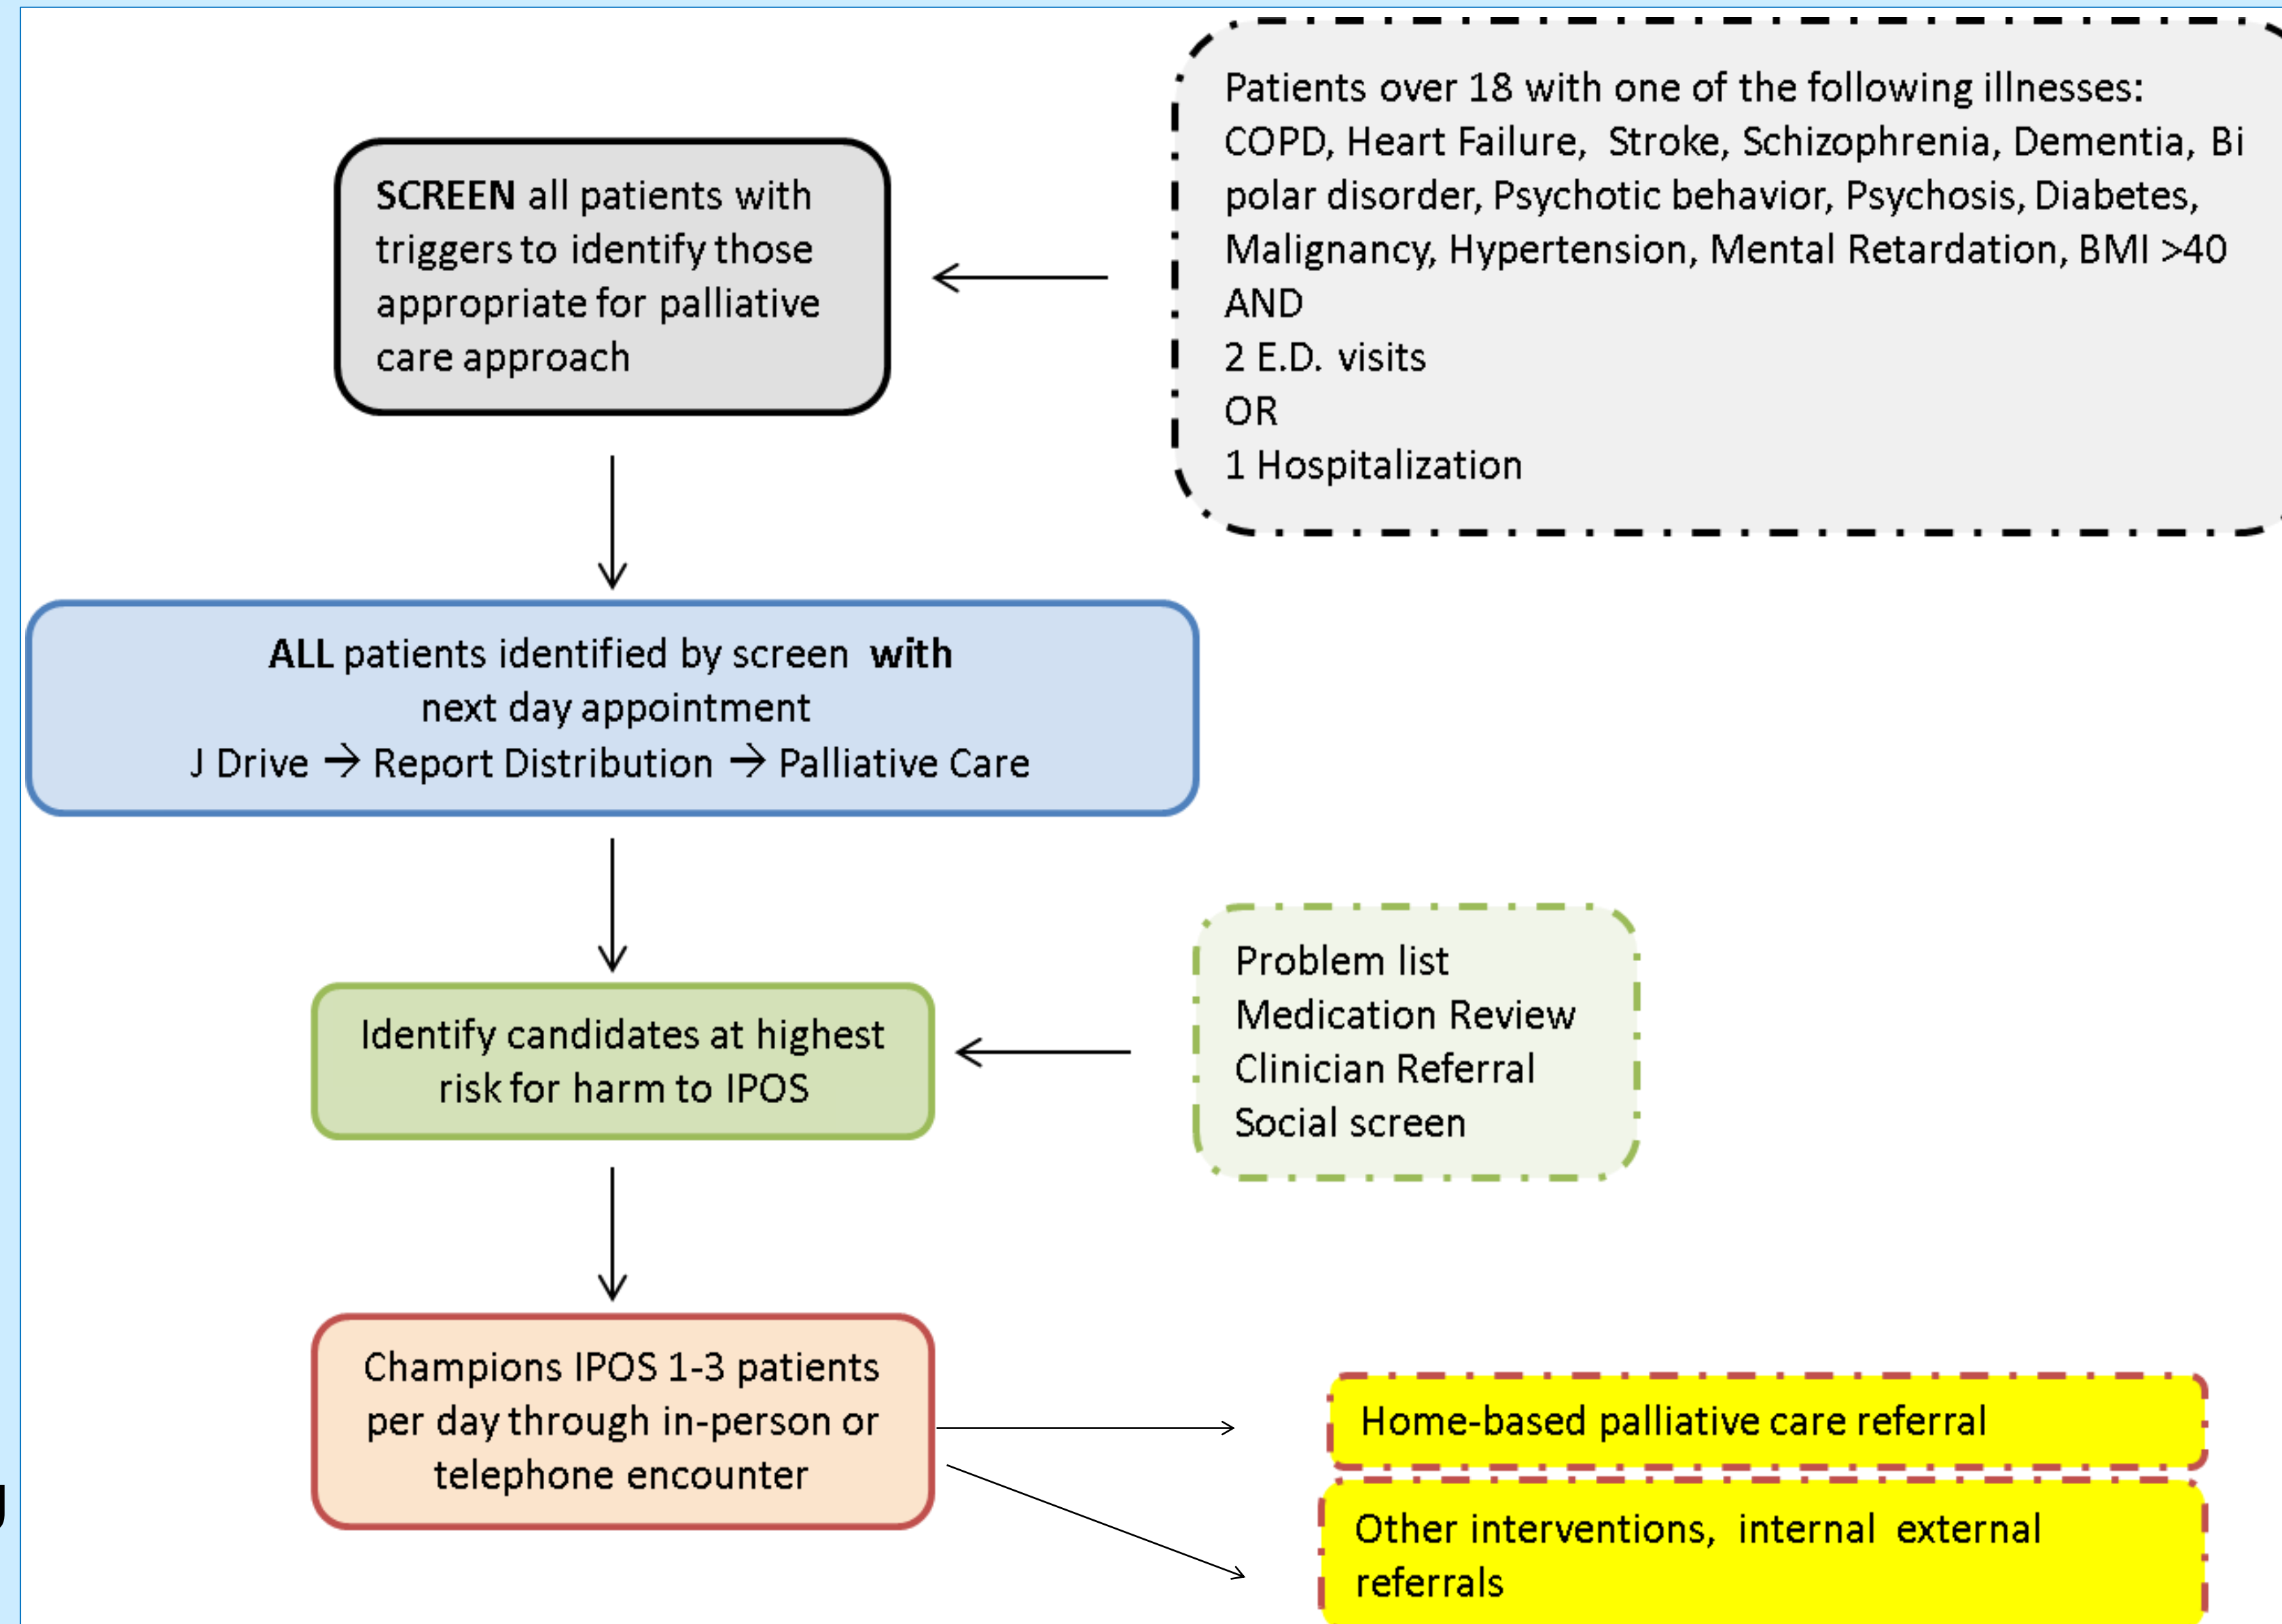 Patients over 18 with one of the following illnesses:
COPD, Heart Failure, Stroke, Schizophrenia, Dementia, Bi
polar disorder, Psychotic behavior, Psychosis, Diabetes,
Malignancy, Hypertension, Mental Retardation, BMI >40
AND
2 E.D. visits
OR
1 Hospitalization
SCREEN all patients with
triggers to identify those
appropriate for palliative
care approach
ALL patients identified by screen with
next day appointment
J Drive → Report Distribution → Palliative Care
Problem list
Medication Review
Clinician Referral
Social screen
Identify candidates at highest
risk for harm to IPOS
Champions IPOS 1-3 patients
per day through in-person or
telephone encounter
Home-based palliative care referral
Other interventions, internal external
referrals